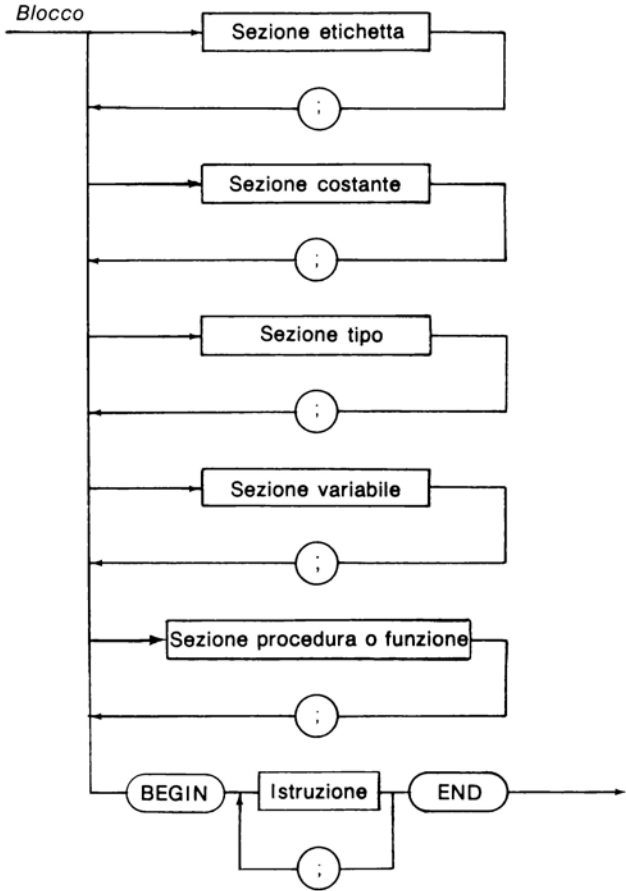 Blocco
Sezione etichetta
;
Sezione costante
;
Sezione tipo
;
Sezione variabile
;
Sezione procedura o funzione
;
BEGIN Istruzione END
;